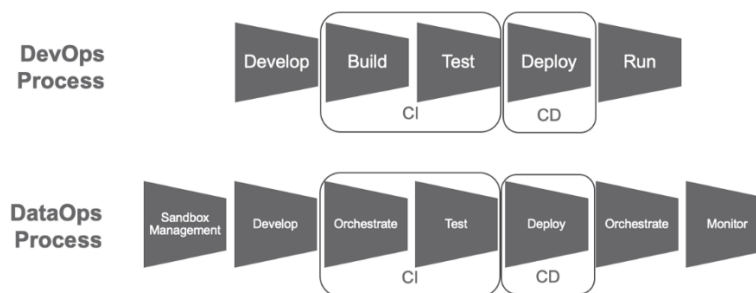 DevOps
Process
Develop
Build
Test
Deploy
Run
CI
CD
DataOps
Process
Sandbox
Management
Develop
Orchestrate
Test
Deploy
Orchestrate
Monitor
CI
CD